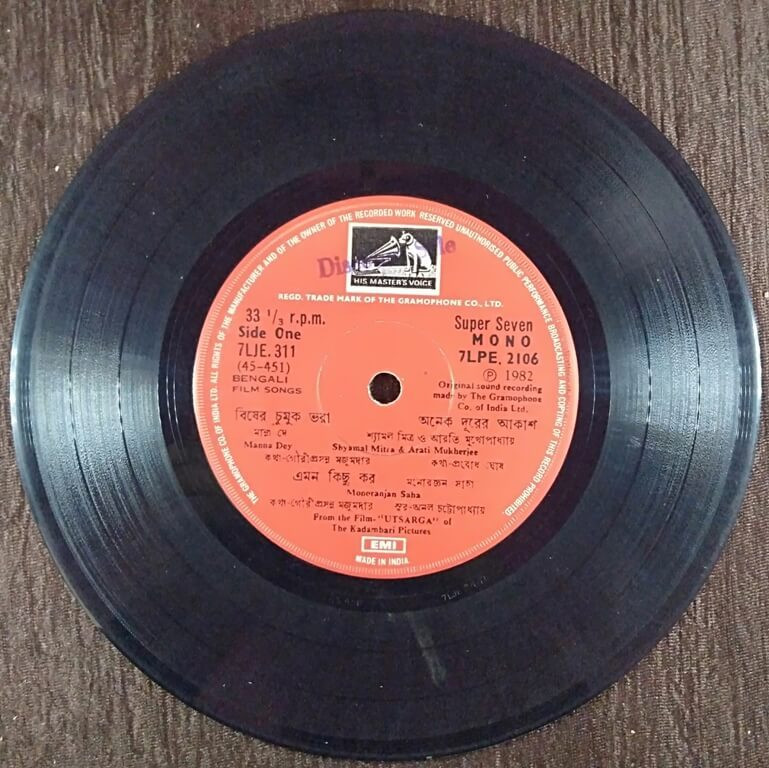 THE GRAMOPHONE CO. OF INDIA LTD. ALL RIGHTS OF THE MANUFACTURER AND OF THE OWNER OF THE RECORDED WORK RESERVED UNAUTHORISED PUBLIC PERFORMANCE BROADCASTING AND COPYING OF THIS RECORD PROHIBITED.
HIS MASTER'S VOICE
REGD. TRADE MARK OF THE GRAMOPHONE CO., LTD.
33 1/3 r.p.m.
Side One
7LJE. 311
(45-451)
BENGALI
FILM SONGS
Super Seven
MONO
7LPE. 2106
Ⓟ 1982
Original sound recording
made by The Gramophone
Co. of India Ltd.
বিষের চুমুক ভরা অনেক দূরের আকাশ
মান্না দে শ্যামল মিত্র ও আরতি মুখোপাধ্যায়
Manna Dey Shyamal Mitra & Arati Mukherjee
কথা-গৌরীপ্রসন্ন মজুমদার কথা-প্রবোধ ঘোষ
এমন কিছু কর মনোরঞ্জন সাহা
Monoranjan Saha
কথা-গৌরীপ্রসন্ন মজুমদার সুর-অমল চট্টোপাধ্যায়
From the Film-"UTSARGA" of
The Kadambari Pictures
EMI
MADE IN INDIA